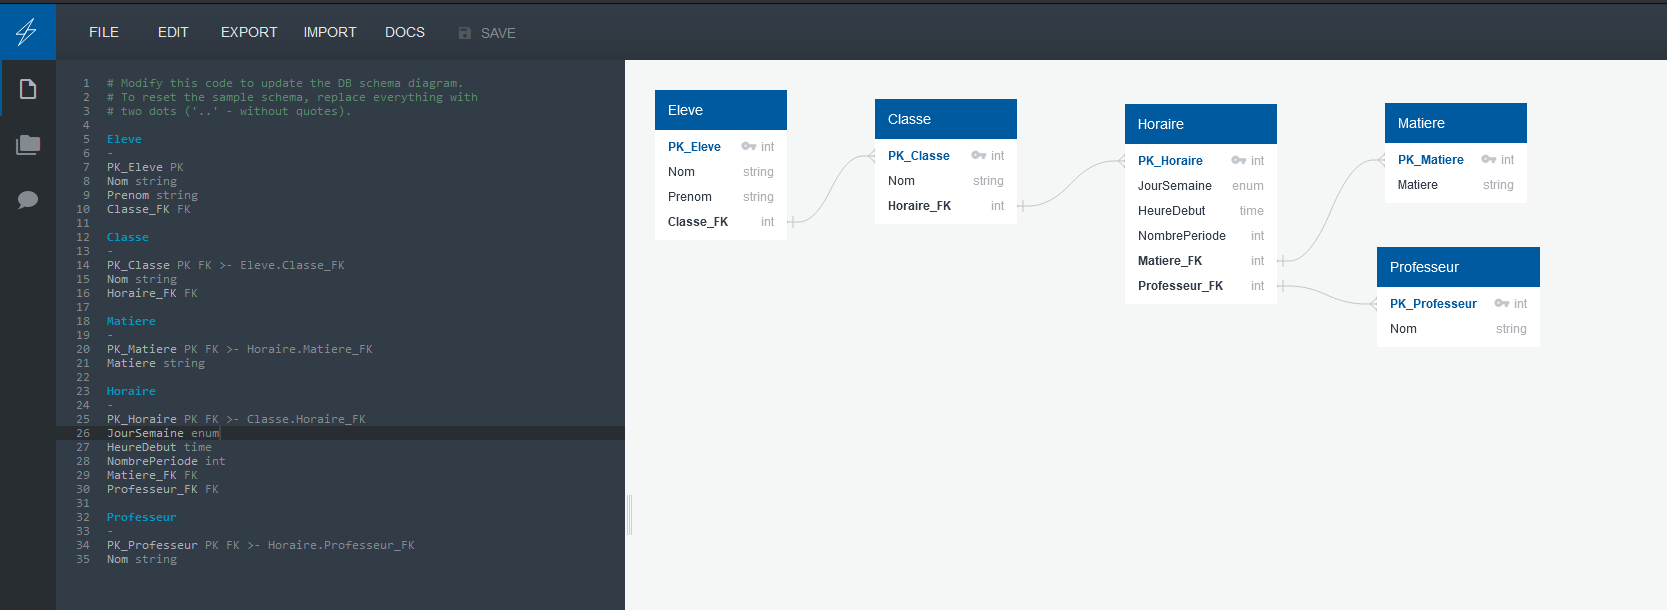 FILE EDIT EXPORT IMPORT DOCS SAVE
1 # Modify this code to update the DB schema diagram.
2 # To reset the sample schema, replace everything with
3 # two dots ('..' - without quotes).
4
5 Eleve
6 -
7 PK_Eleve PK
8 Nom string
9 Prenom string
10 Classe_FK FK
11
12 Classe
13 -
14 PK_Classe PK FK >- Eleve.Classe_FK
15 Nom string
16 Horaire_FK FK
17
18 Matiere
19 -
20 PK_Matiere PK FK >- Horaire.Matiere_FK
21 Matiere string
22
23 Horaire
24 -
25 PK_Horaire PK FK >- Classe.Horaire_FK
26 JourSemaine enum
27 HeureDebut time
28 NombrePeriode int
29 Matiere_FK FK
30 Professeur_FK FK
31
32 Professeur
33 -
34 PK_Professeur PK FK >- Horaire.Professeur_FK
35 Nom string
Eleve
PK_Eleve int
Nom string
Prenom string
Classe_FK int
Classe
PK_Classe int
Nom string
Horaire_FK int
Horaire
PK_Horaire int
JourSemaine enum
HeureDebut time
NombrePeriode int
Matiere_FK int
Professeur_FK int
Matiere
PK_Matiere int
Matiere string
Professeur
PK_Professeur int
Nom string